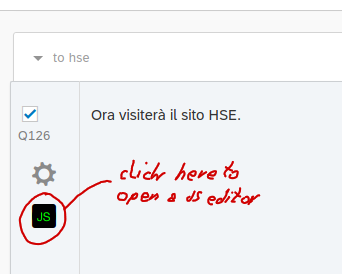 to hse
Ora visiterà il sito HSE.
Q126
JS
click here to
open a JS editor